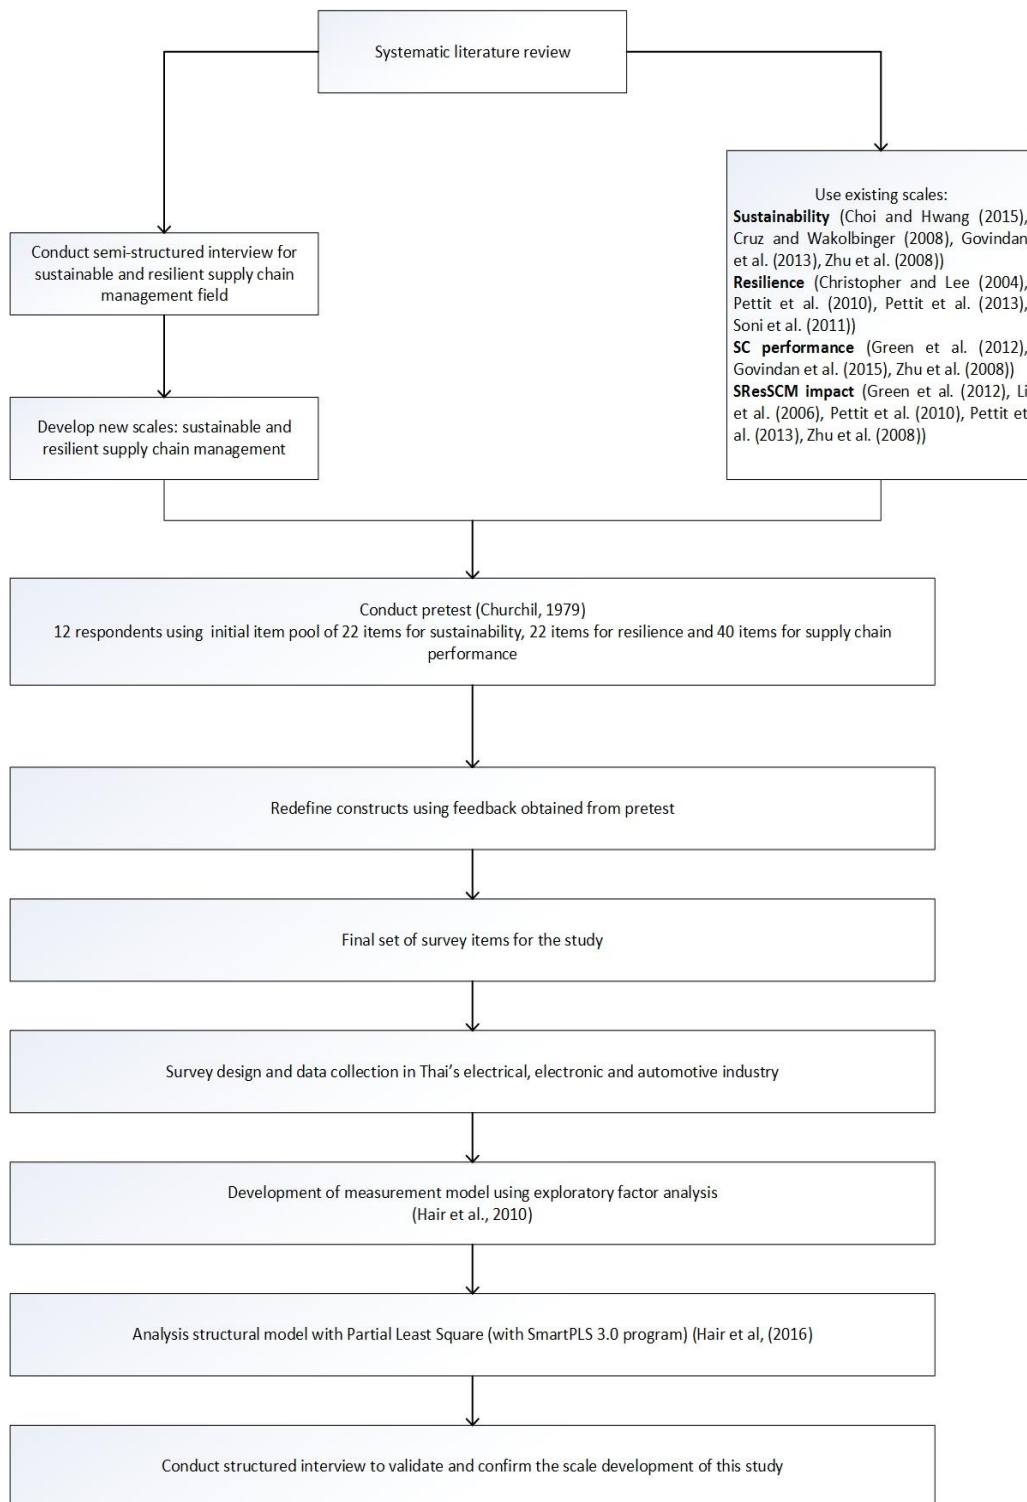 Systematic literature review
Conduct semi-structured interview for
sustainable and resilient supply chain
management field
Develop new scales: sustainable and
resilient supply chain management
Use existing scales:
Sustainability (Choi and Hwang (2015),
Cruz and Wakolbinger (2008), Govindan
et al. (2013), Zhu et al. (2008))
Resilience (Christopher and Lee (2004),
Pettit et al. (2010), Pettit et al. (2013),
Soni et al. (2011))
SC performance (Green et al. (2012),
Govindan et al. (2015), Zhu et al. (2008))
SResSCM impact (Green et al. (2012), Li
et al. (2006), Pettit et al. (2010), Pettit et
al. (2013), Zhu et al. (2008))
Conduct pretest (Churchil, 1979)
12 respondents using initial item pool of 22 items for sustainability, 22 items for resilience and 40 items for supply chain
performance
Redefine constructs using feedback obtained from pretest
Final set of survey items for the study
Survey design and data collection in Thai's electrical, electronic and automotive industry
Development of measurement model using exploratory factor analysis
(Hair et al., 2010)
Analysis structural model with Partial Least Square (with SmartPLS 3.0 program) (Hair et al, (2016)
Conduct structured interview to validate and confirm the scale development of this study